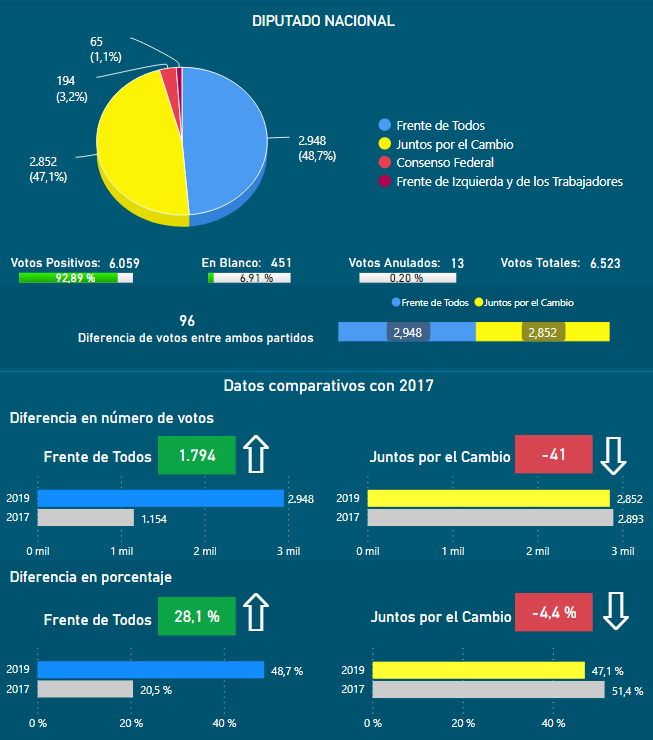 DIPUTADO NACIONAL
65
(1,1%)
194
(3,2%)
2.852
(47,1%)
2.948
(48,7%)
Frente de Todos
Juntos por el Cambio
Consenso Federal
Frente de Izquierda y de los Trabajadores
Votos Positivos: 6.059
92,89 %
En Blanco: 451
6,91 %
Votos Anulados: 13
0,20 %
Votos Totales: 6.523
96
Diferencia de votos entre ambos partidos
Frente de Todos Juntos por el Cambio
2,948 2,852
Datos comparativos con 2017
Diferencia en número de votos
Frente de Todos 1.794
2019 2.948
2017 1.154
0 mil 1 mil 2 mil 3 mil
Juntos por el Cambio -41
2019 2.852
2017 2.893
0 mil 1 mil 2 mil 3 mil
Diferencia en porcentaje
Frente de Todos 28,1 %
2019 48,7 %
2017 20,5 %
0 % 20 % 40 %
Juntos por el Cambio -4,4 %
2019 47,1 %
2017 51,4 %
0 % 20 % 40 %